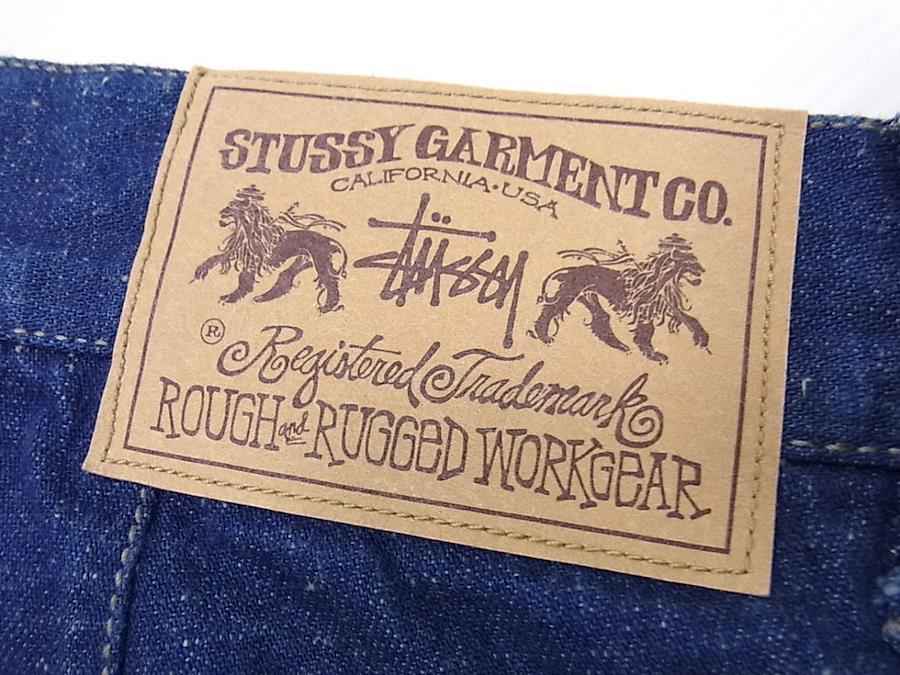 STUSSY GARMENT CO.
CALIFORNIA·USA
stüssy
® Registered Trademark
ROUGH and RUGGED WORKGEAR